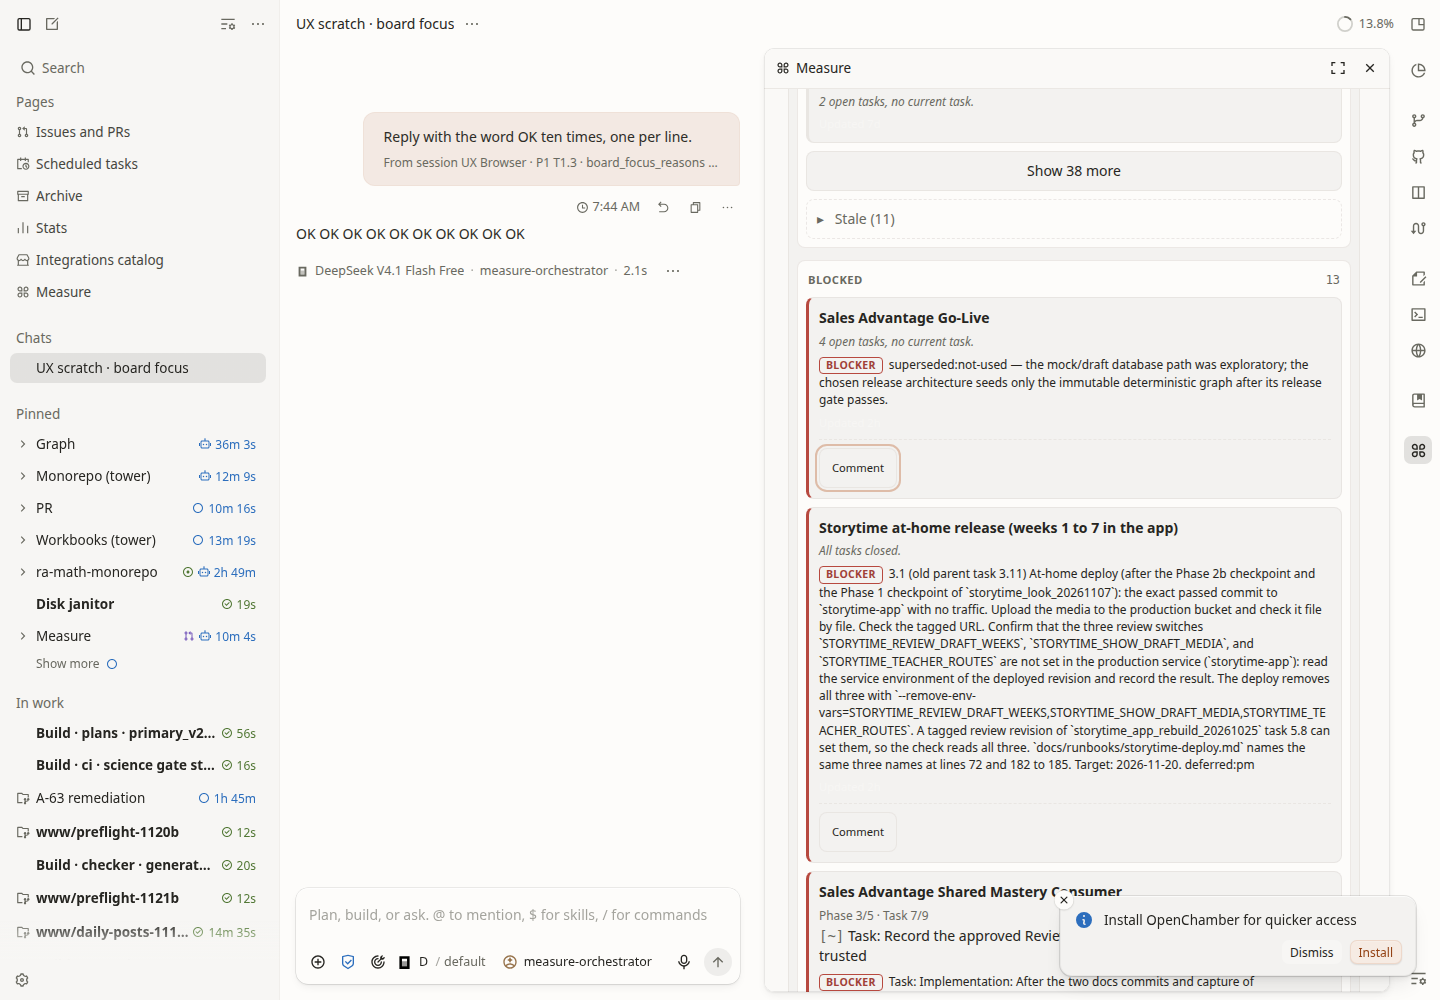 UX scratch · board focus
13.8%
Search
Pages
Issues and PRs
Scheduled tasks
Archive
Stats
Integrations catalog
Measure
Chats
UX scratch · board focus
Pinned
Graph
36m 3s
Monorepo (tower)
12m 9s
PR
10m 16s
Workbooks (tower)
13m 19s
ra-math-monorepo
2h 49m
Disk janitor
19s
Measure
10m 4s
Show more
In work
Build · plans · primary_v2...
56s
Build · ci · science gate st...
16s
A-63 remediation
1h 45m
www/preflight-1120b
12s
Build · checker · generat...
20s
www/preflight-1121b
12s
www/daily-posts-111...
14m 35s
Reply with the word OK ten times, one per line.
From session UX Browser · P1 T1.3 · board_focus_reasons ...
7:44 AM
OK OK OK OK OK OK OK OK OK OK
DeepSeek V4.1 Flash Free · measure-orchestrator · 2.1s
Plan, build, or ask. @ to mention, $ for skills, / for commands
D / default
measure-orchestrator
Measure
2 open tasks, no current task.
Show 38 more
Stale (11)
BLOCKED
13
Sales Advantage Go-Live
4 open tasks, no current task.
BLOCKER superseded:not-used — the mock/draft database path was exploratory; the
chosen release architecture seeds only the immutable deterministic graph after its release
gate passes.
Comment
Storytime at-home release (weeks 1 to 7 in the app)
All tasks closed.
BLOCKER 3.1 (old parent task 3.11) At-home deploy (after the Phase 2b checkpoint and
the Phase 1 checkpoint of `storytime_look_20261107`): the exact passed commit to
`storytime-app` with no traffic. Upload the media to the production bucket and check it file
by file. Check the tagged URL. Confirm that the three review switches
`STORYTIME_REVIEW_DRAFT_WEEKS`, `STORYTIME_SHOW_DRAFT_MEDIA`, and
`STORYTIME_TEACHER_ROUTES` are not set in the production service (`storytime-app`): read
the service environment of the deployed revision and record the result. The deploy removes
all three with `--remove-env-
vars=STORYTIME_REVIEW_DRAFT_WEEKS,STORYTIME_SHOW_DRAFT_MEDIA,STORYTIME_TE
ACHER_ROUTES`. A tagged review revision of `storytime_app_rebuild_20261025` task 5.8 can
set them, so the check reads all three. `docs/runbooks/storytime-deploy.md` names the
same three names at lines 72 and 182 to 185. Target: 2026-11-20. deferred:pm
Comment
Sales Advantage Shared Mastery Consumer
Phase 3/5 · Task 7/9
[~] Task: Record the approved
trusted
BLOCKER Task: Implementation: After the two docs commits and capture of
Install OpenChamber for quicker access
Dismiss
Install